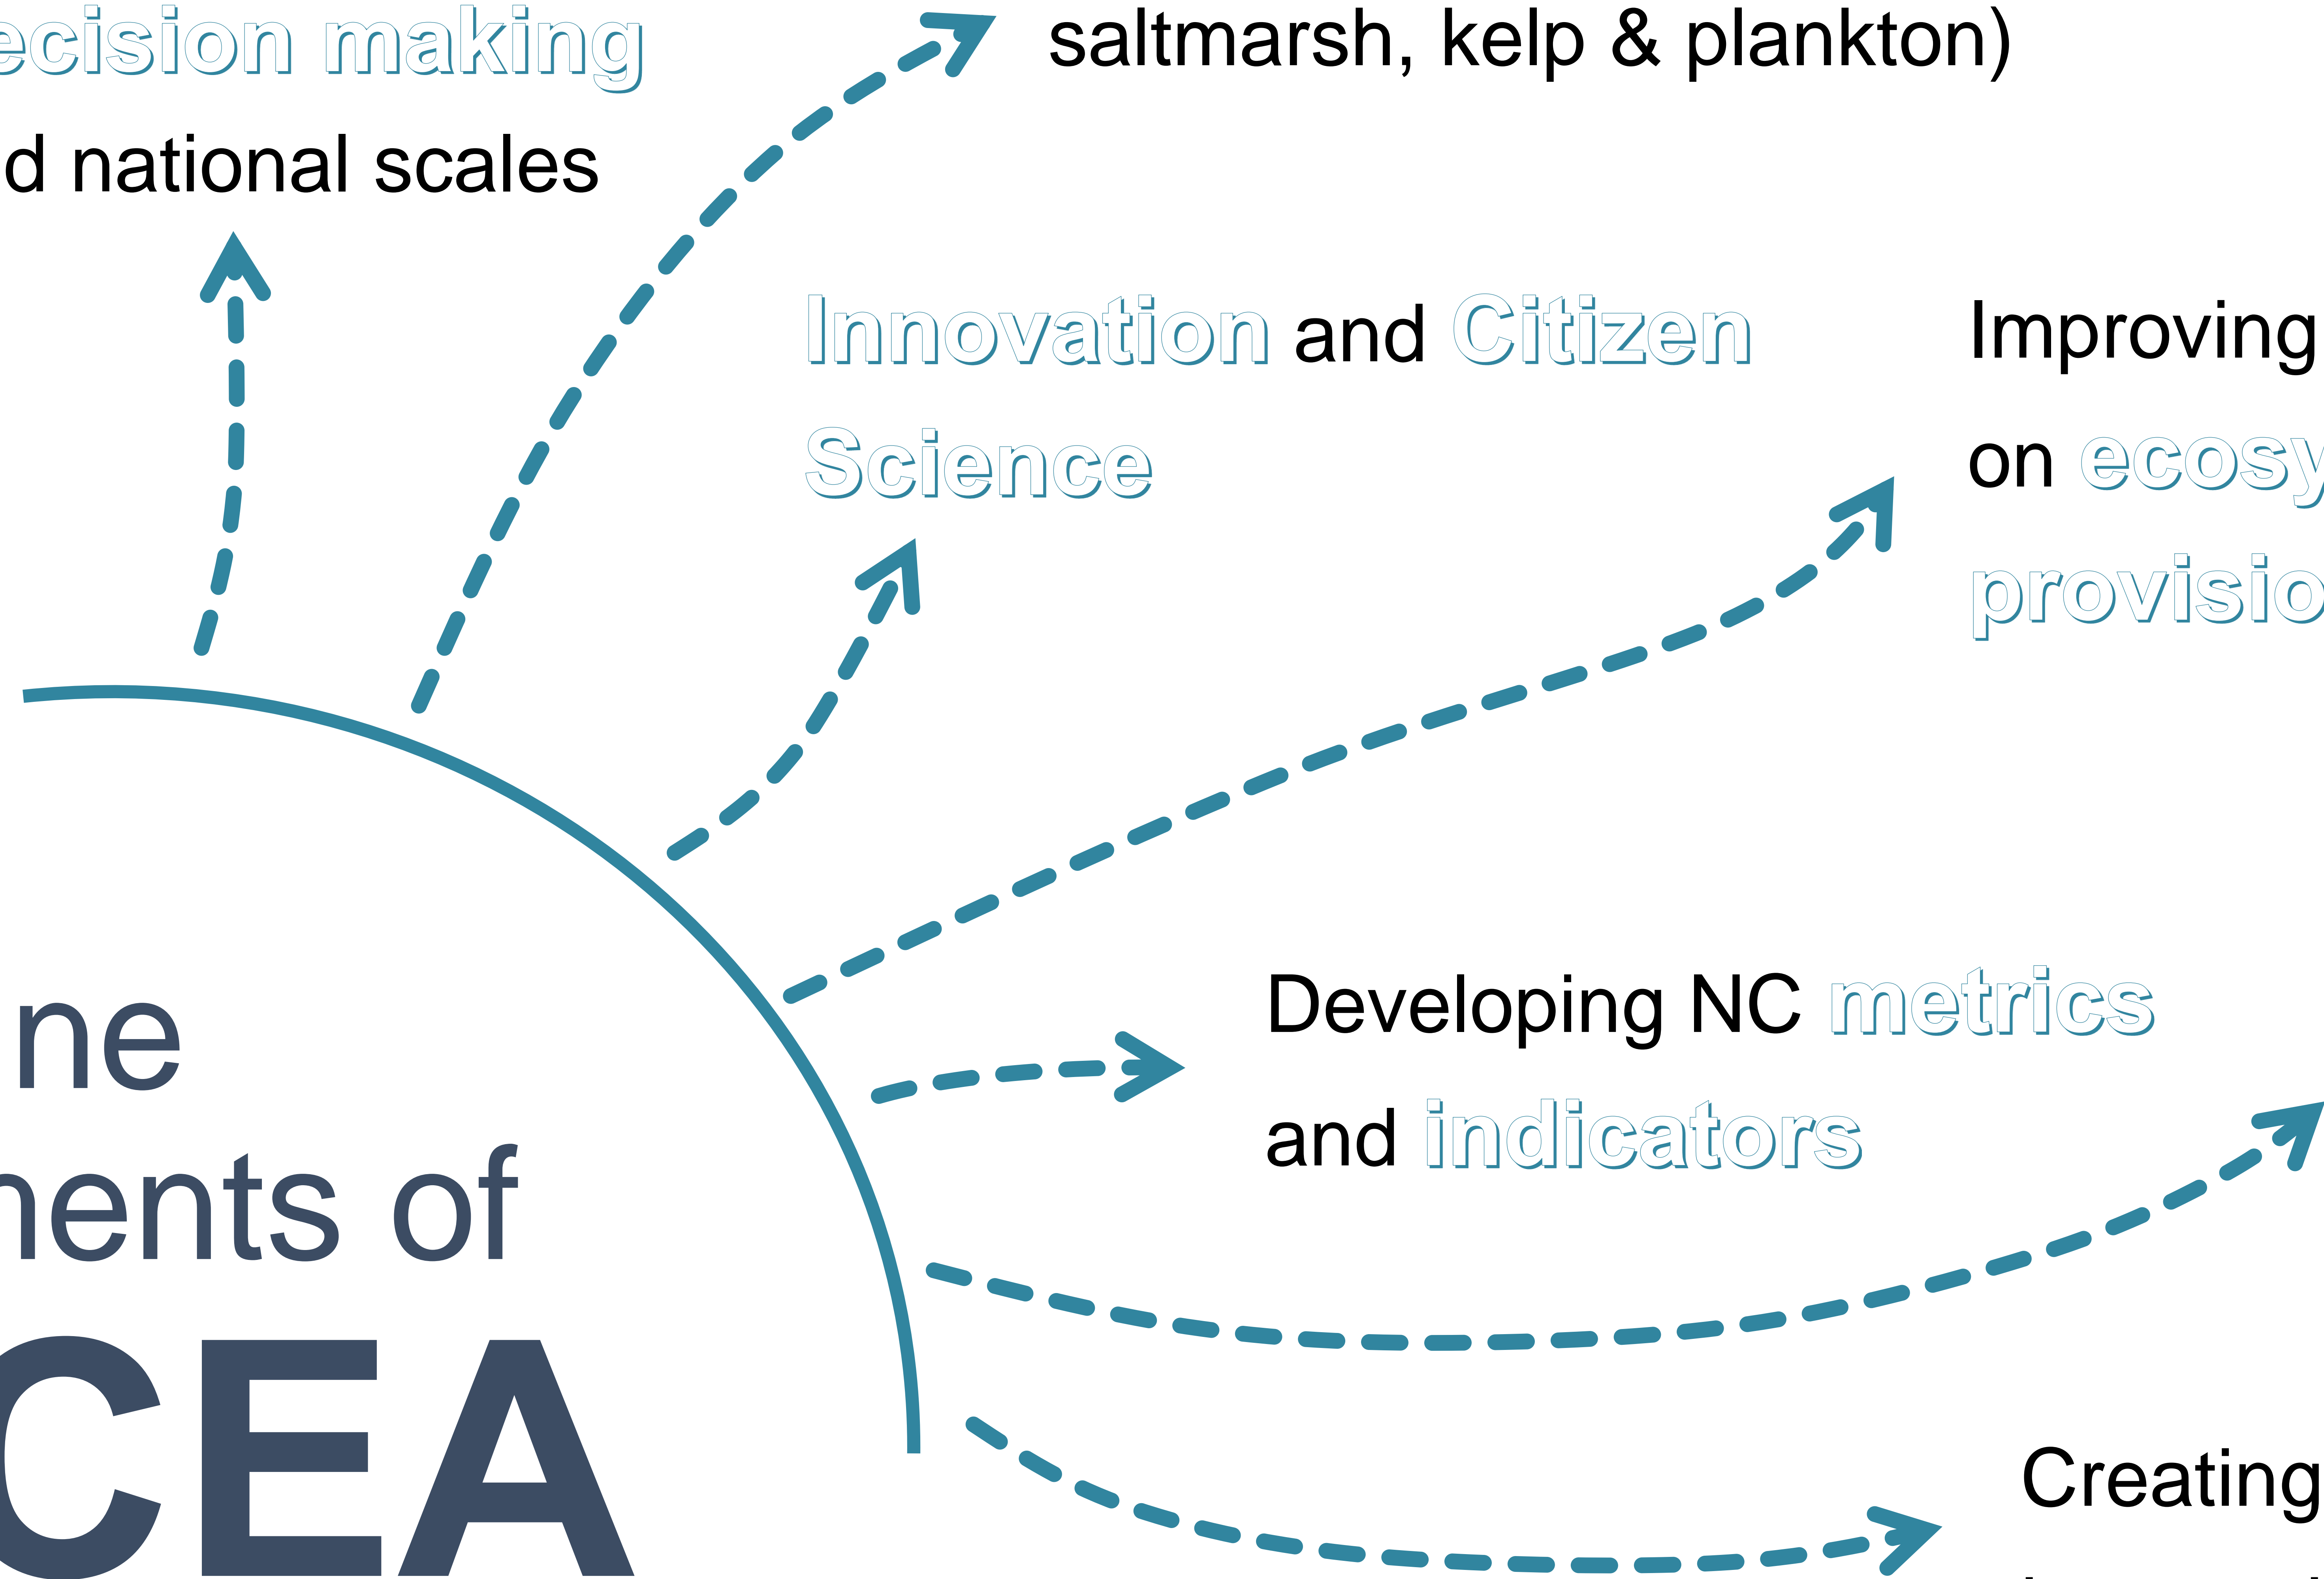 ecision making
d national scales
saltmarsh, kelp & plankton)
Innovation and Citizen
Science
Improving
on ecosy
provisio
Developing NC metrics
and indicators
ne
nents of
CEA
Creating